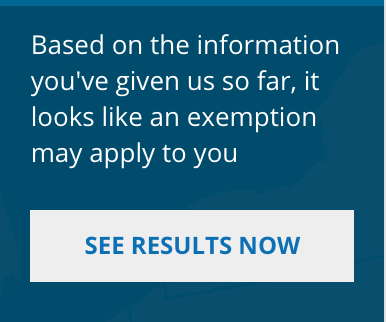 Based on the information
you've given us so far, it
looks like an exemption
may apply to you
SEE RESULTS NOW